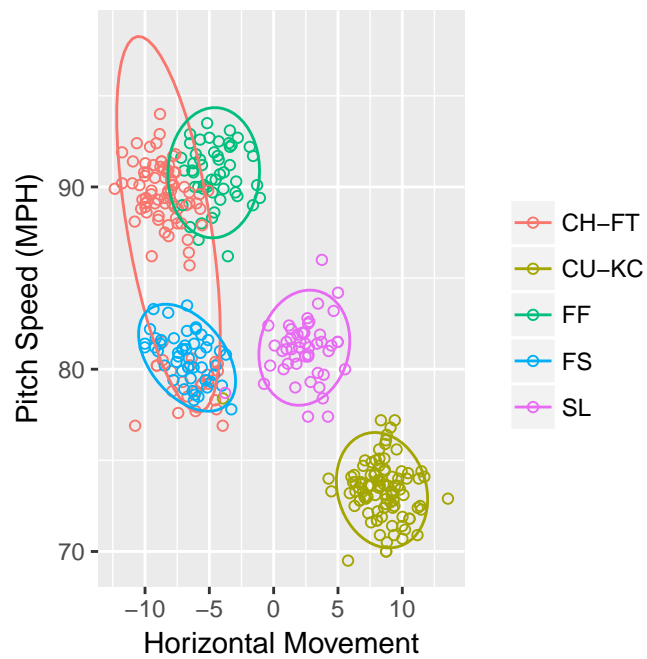 Pitch Speed (MPH)
90
80
70
−10 −5 0 5 10
Horizontal Movement
CH−FT
CU−KC
FF
FS
SL